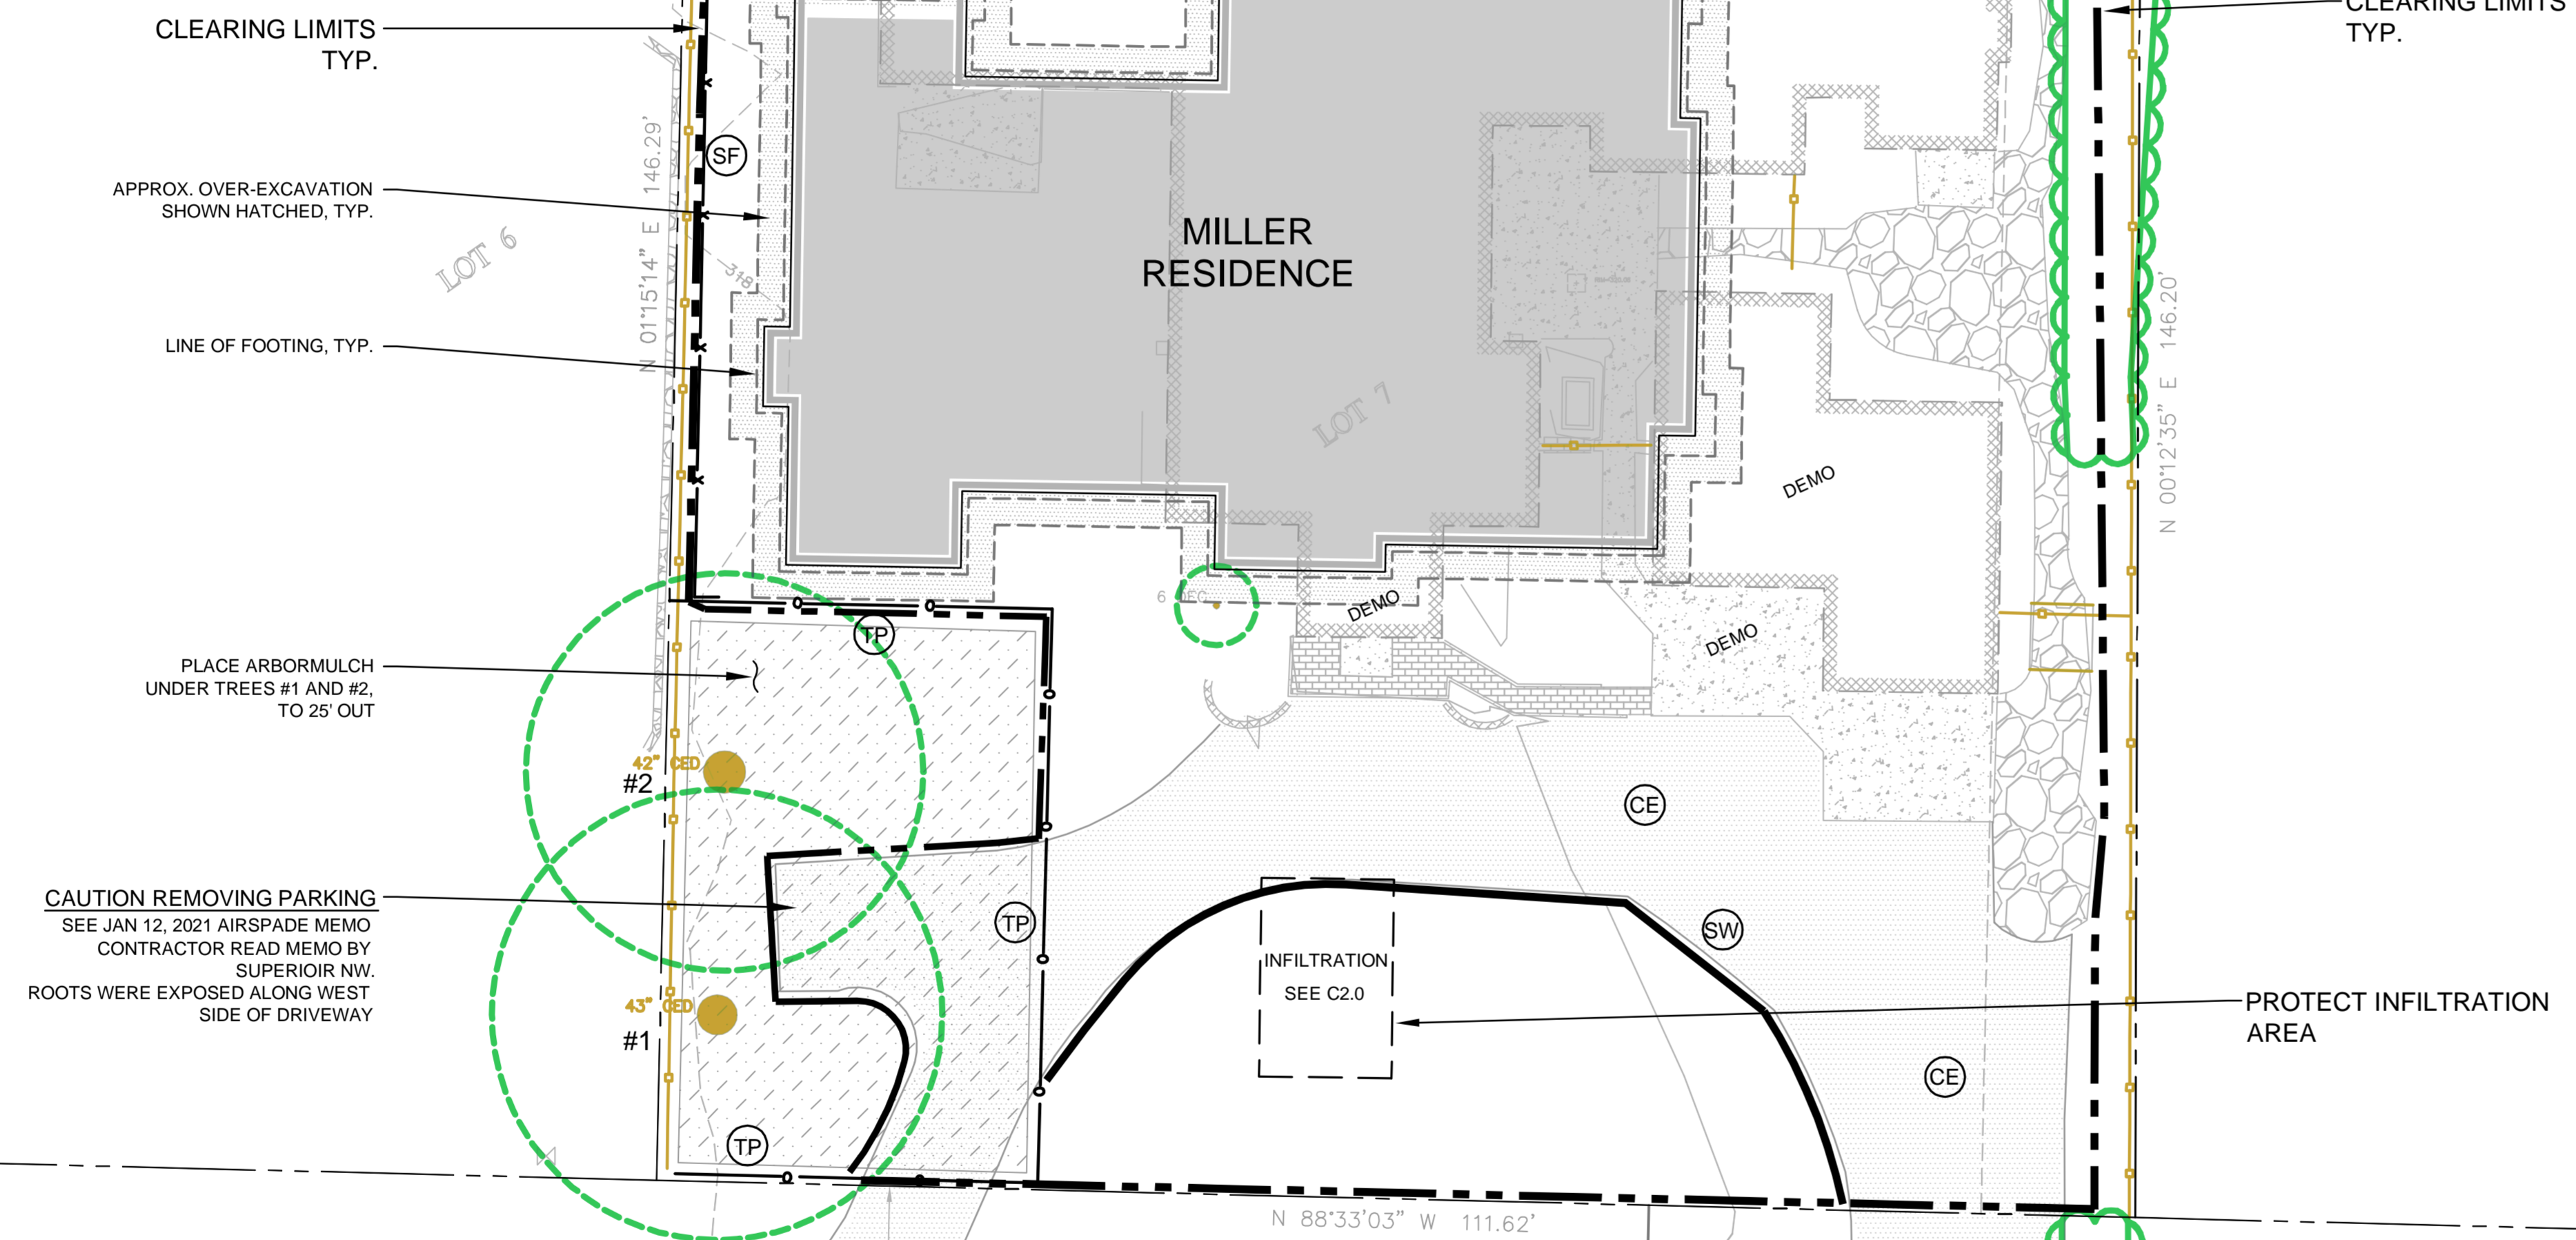 CLEARING LIMITS
TYP.
CLEARING LIMITS
TYP.
SF
N 01°15'14" E 146.29'
APPROX. OVER-EXCAVATION
SHOWN HATCHED, TYP.
LOT 6
318
MILLER
RESIDENCE
LINE OF FOOTING, TYP.
LOT 7
N 00°12'35" E 146.20'
DEMO
6 DEC
DEMO
DEMO
TP
PLACE ARBORMULCH
UNDER TREES #1 AND #2,
TO 25' OUT
42" CED
#2
CE
CAUTION REMOVING PARKING
SEE JAN 12, 2021 AIRSPADE MEMO
CONTRACTOR READ MEMO BY
SUPERIOIR NW.
ROOTS WERE EXPOSED ALONG WEST
SIDE OF DRIVEWAY
TP
SW
INFILTRATION
SEE C2.0
43" CED
#1
PROTECT INFILTRATION
AREA
CE
TP
N 88°33'03" W 111.62'